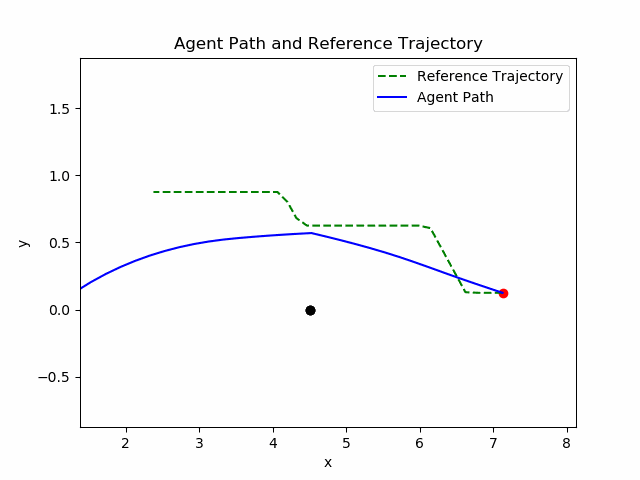 Agent Path and Reference Trajectory
Reference Trajectory
Agent Path
1.5
1.0
0.5
0.0
−0.5
y
2 3 4 5 6 7 8
x